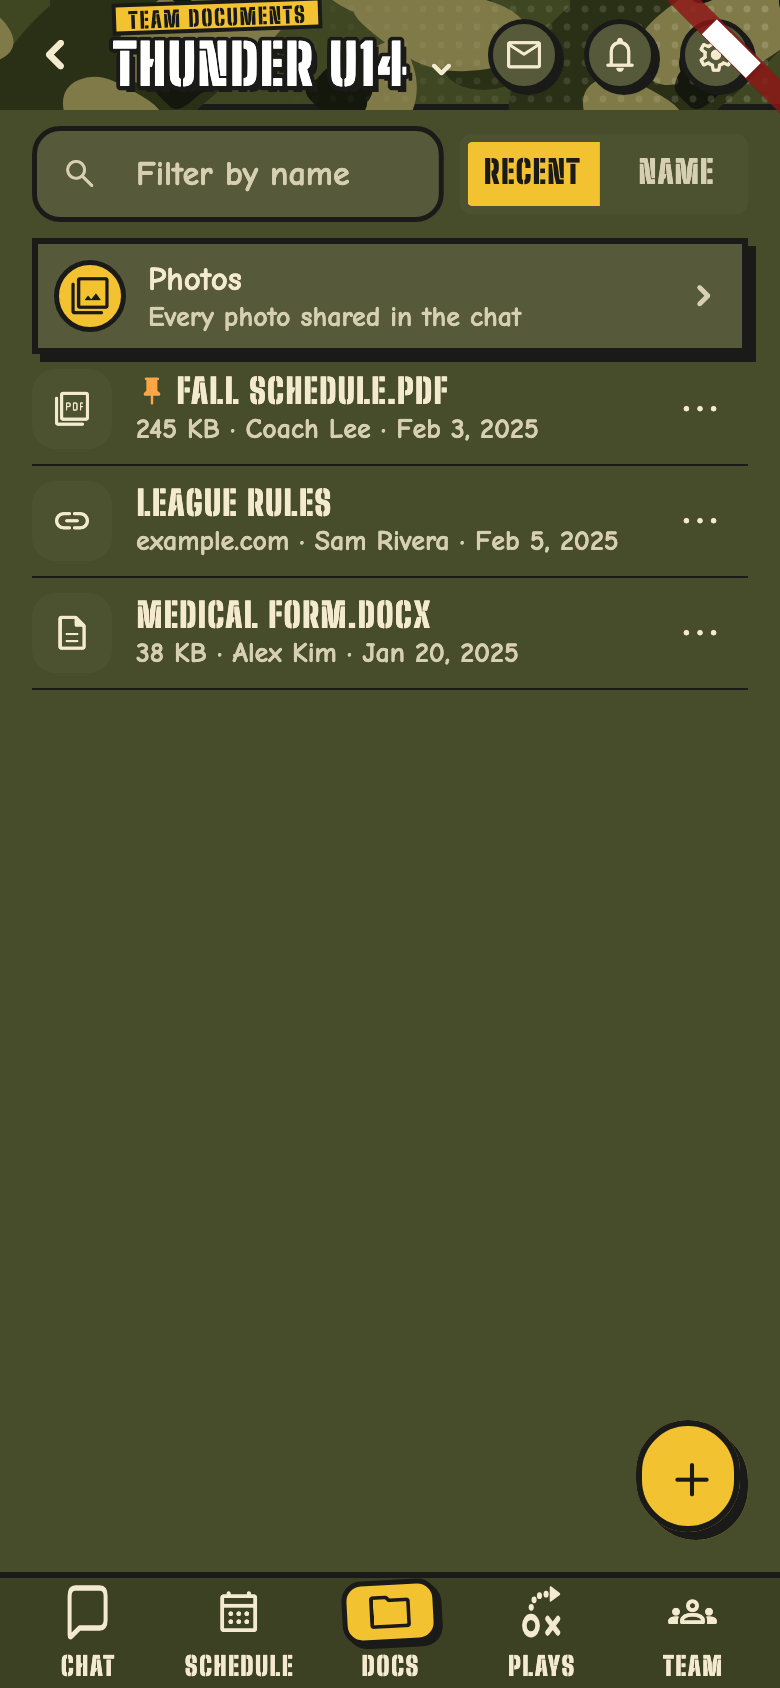 TEAM DOCUMENTS
THUNDER U14
Filter by name
RECENT
NAME
Photos
Every photo shared in the chat
PDF
FALL SCHEDULE.PDF
245 KB · Coach Lee · Feb 3, 2025
LEAGUE RULES
example.com · Sam Rivera · Feb 5, 2025
MEDICAL FORM.DOCX
38 KB · Alex Kim · Jan 20, 2025
CHAT
SCHEDULE
DOCS
PLAYS
TEAM